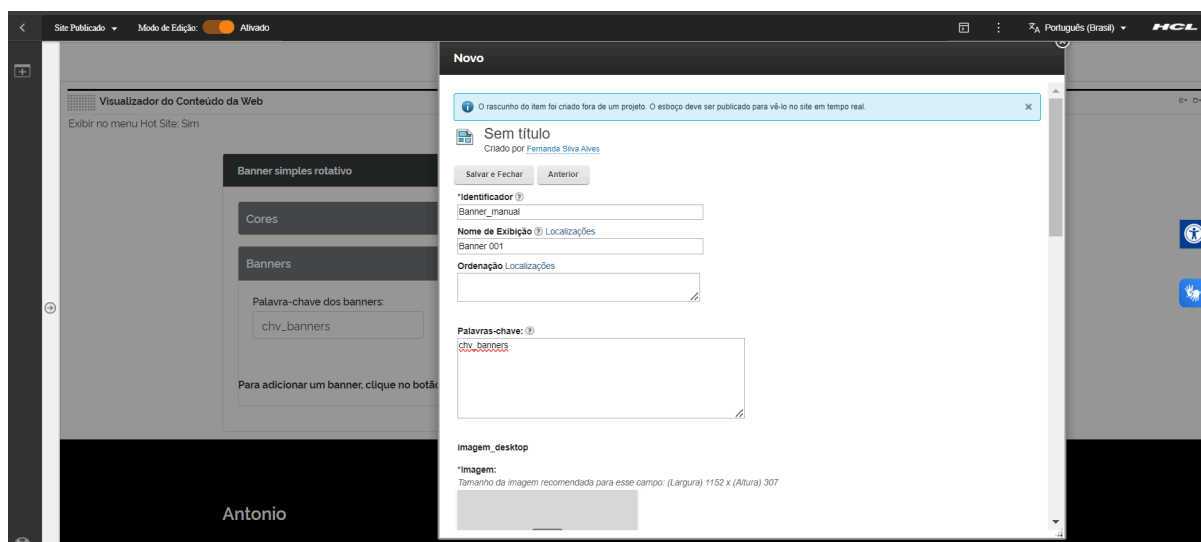 Site Publicado
Modo de Edição:
Ativado
Português (Brasil)
HCL
Visualizador do Conteúdo da Web
Exibir no menu Hot Site: Sim
Banner simples rotativo
Cores
Banners
Palavra-chave dos banners:
chv_banners
Para adicionar um banner, clique no botão
Antonio
Novo
O rascunho do item foi criado fora de um projeto. O esboço deve ser publicado para vê-lo no site em tempo real.
Sem título
Criado por Fernanda Silva Alves
Salvar e Fechar
Anterior
*Identificador
Banner_manual
Nome de Exibição Localizações
Banner 001
Ordenação Localizações
Palavras-chave:
chv_banners
imagem_desktop
*Imagem:
Tamanho da imagem recomendada para esse campo: (Largura) 1152 x (Altura) 307